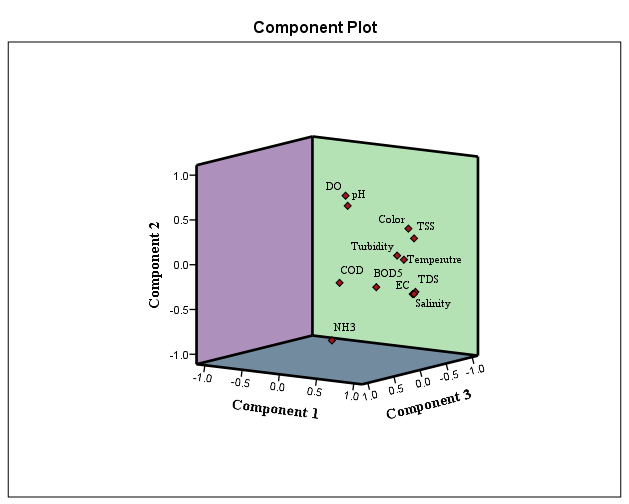 Component Plot
1.0
0.5
0.0
-0.5
-1.0
Component 2
DO
pH
Color
TSS
Turbidity
Temperutre
COD
BOD5
TDS
EC
Salinity
NH3
-1.0 -0.5 0.0 0.5 1.0
Component 1
1.0 0.5 0.0 -0.5 -1.0
Component 3